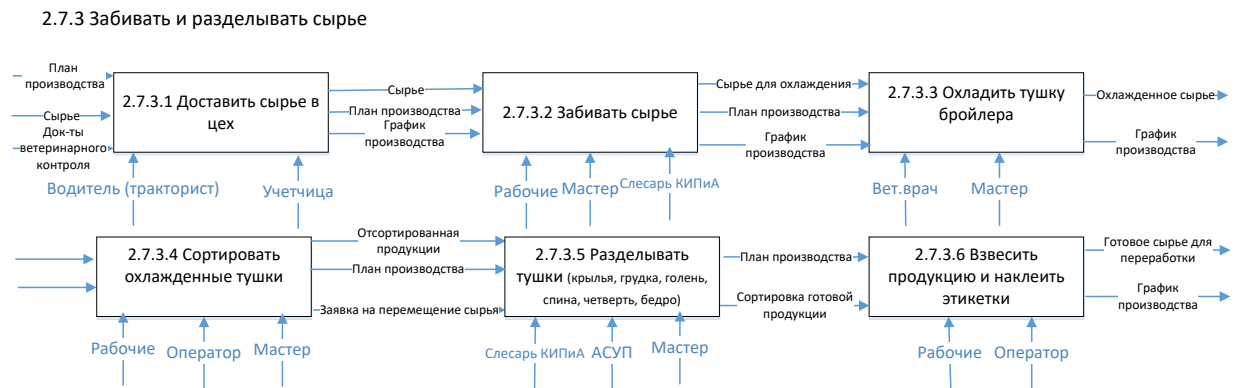 2.7.3 Забивать и разделывать сырье
План
производства
Сырье
Док-ты
ветеринарного
контроля
2.7.3.1 Доставить сырье в
цех
Водитель (тракторист)
Учетчица
Сырье
План производства
График
производства
2.7.3.2 Забивать сырье
Рабочие
Мастер
Слесарь КИПиА
Сырье для охлаждения
План производства
График
производства
2.7.3.3 Охладить тушку
бройлера
Вет.врач
Мастер
Охлажденное сырье
График
производства
2.7.3.4 Сортировать
охлажденные тушки
Рабочие
Оператор
Мастер
Отсортированная
продукции
План производства
Заявка на перемещение сырья
2.7.3.5 Разделывать
тушки (крылья, грудка, голень,
спина, четверть, бедро)
Слесарь КИПиА
АСУП
Мастер
План производства
Сортировка готовой
продукции
2.7.3.6 Взвесить
продукцию и наклеить
этикетки
Рабочие
Оператор
Готовое сырье для
переработки
График
производства